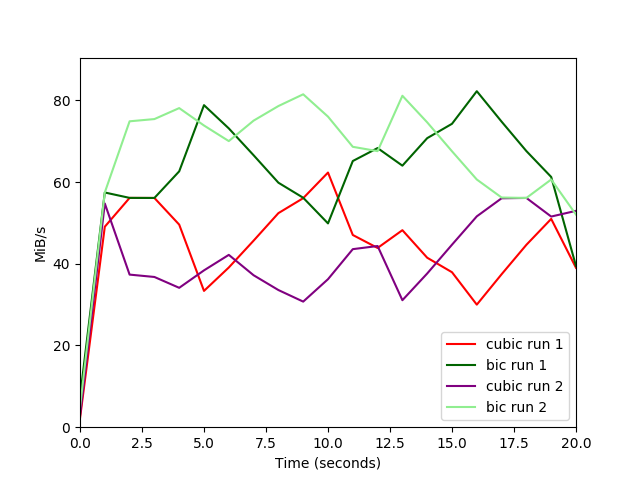 MiB/s
80
60
40
20
0
0.0 2.5 5.0 7.5 10.0 12.5 15.0 17.5 20.0
Time (seconds)
cubic run 1
bic run 1
cubic run 2
bic run 2